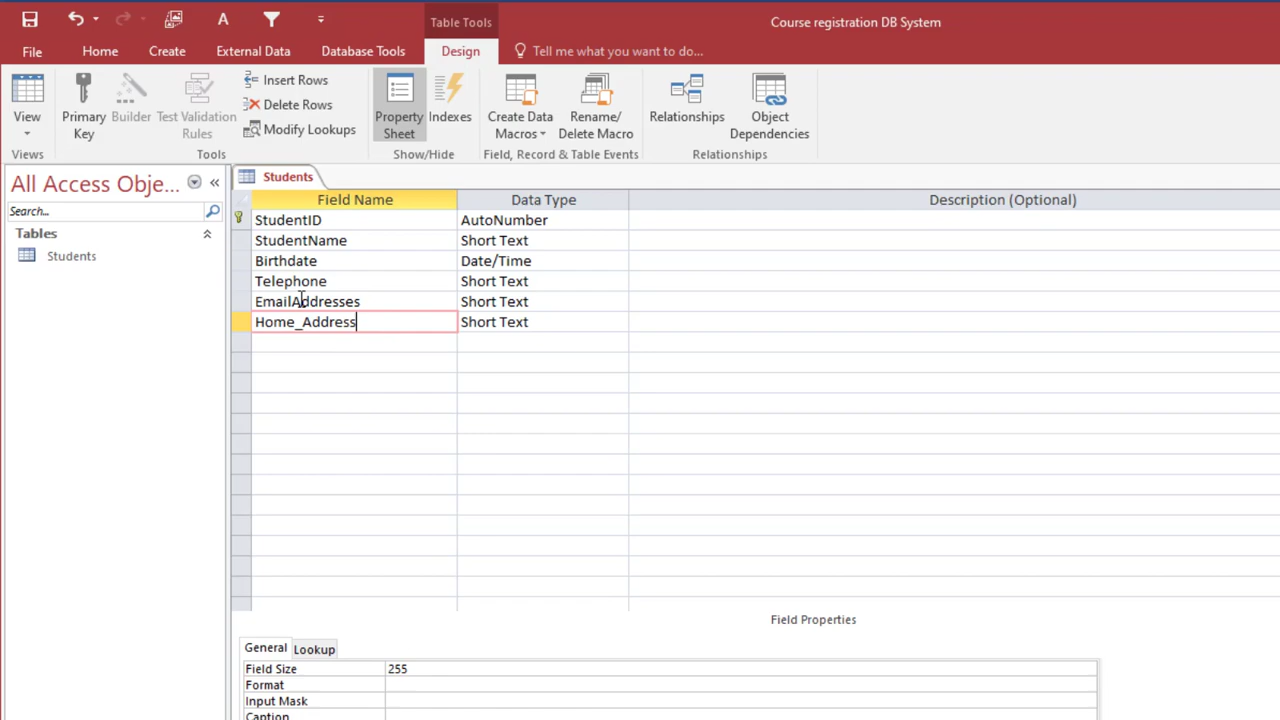 Table Tools
Course registration DB System
File
Home
Create
External Data
Database Tools
Design
Tell me what you want to do...
View
Primary Key
Builder
Test Validation Rules
Insert Rows
Delete Rows
Modify Lookups
Property Sheet
Indexes
Create Data Macros
Rename/ Delete Macro
Relationships
Object Dependencies
Views
Tools
Show/Hide
Field, Record & Table Events
Relationships
All Access Obje...
Search...
Tables
Students
Students
Field Name Data Type Description (Optional)
StudentID AutoNumber
StudentName Short Text
Birthdate Date/Time
Telephone Short Text
EmailAddresses Short Text
Home_Address Short Text
Field Properties
General Lookup
Field Size 255
Format
Input Mask
Caption